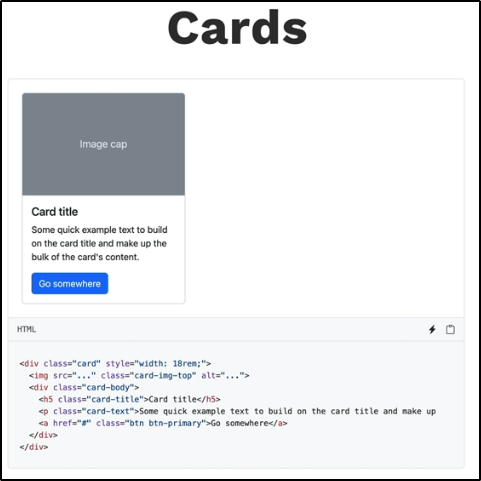 Cards
Image cap
Card title
Some quick example text to build
on the card title and make up the
bulk of the card's content.
Go somewhere
HTML
<div class="card" style="width: 18rem;">
  <img src="..." class="card-img-top" alt="...">
  <div class="card-body">
    <h5 class="card-title">Card title</h5>
    <p class="card-text">Some quick example text to build on the card title and make up
    <a href="#" class="btn btn-primary">Go somewhere</a>
  </div>
</div>